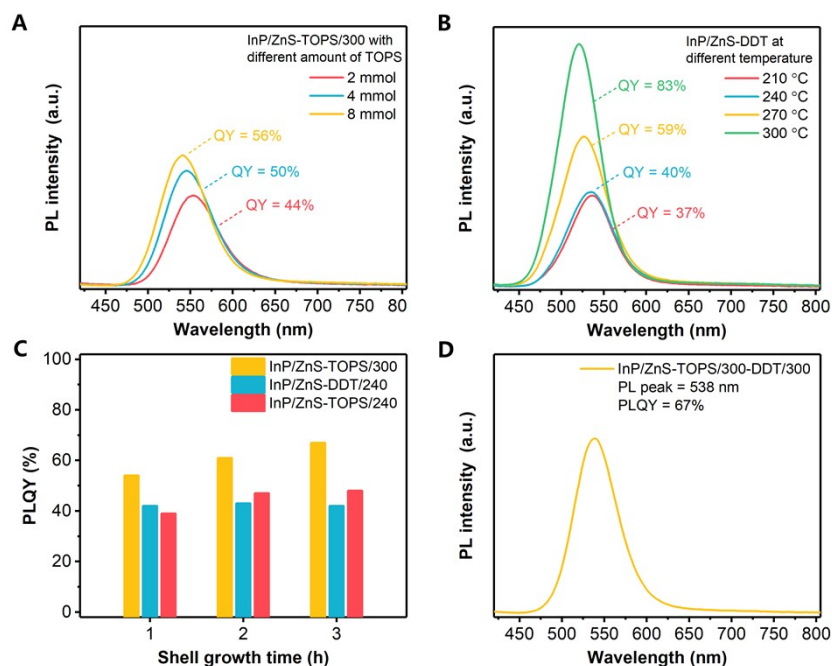 A
InP/ZnS-TOPS/300 with
different amount of TOPS
2 mmol
4 mmol
8 mmol
QY = 56%
QY = 50%
QY = 44%
PL intensity (a.u.)
450 500 550 600 650 700 750 800
Wavelength (nm)
B
InP/ZnS-DDT at
different temperature
210 °C
240 °C
270 °C
300 °C
QY = 83%
QY = 59%
QY = 40%
QY = 37%
PL intensity (a.u.)
450 500 550 600 650 700 750 800
Wavelength (nm)
C
InP/ZnS-TOPS/300
InP/ZnS-DDT/240
InP/ZnS-TOPS/240
PLQY (%)
100
80
60
40
20
0
1 2 3
Shell growth time (h)
D
InP/ZnS-TOPS/300-DDT/300
PL peak = 538 nm
PLQY = 67%
PL intensity (a.u.)
450 500 550 600 650 700 750 800
Wavelength (nm)